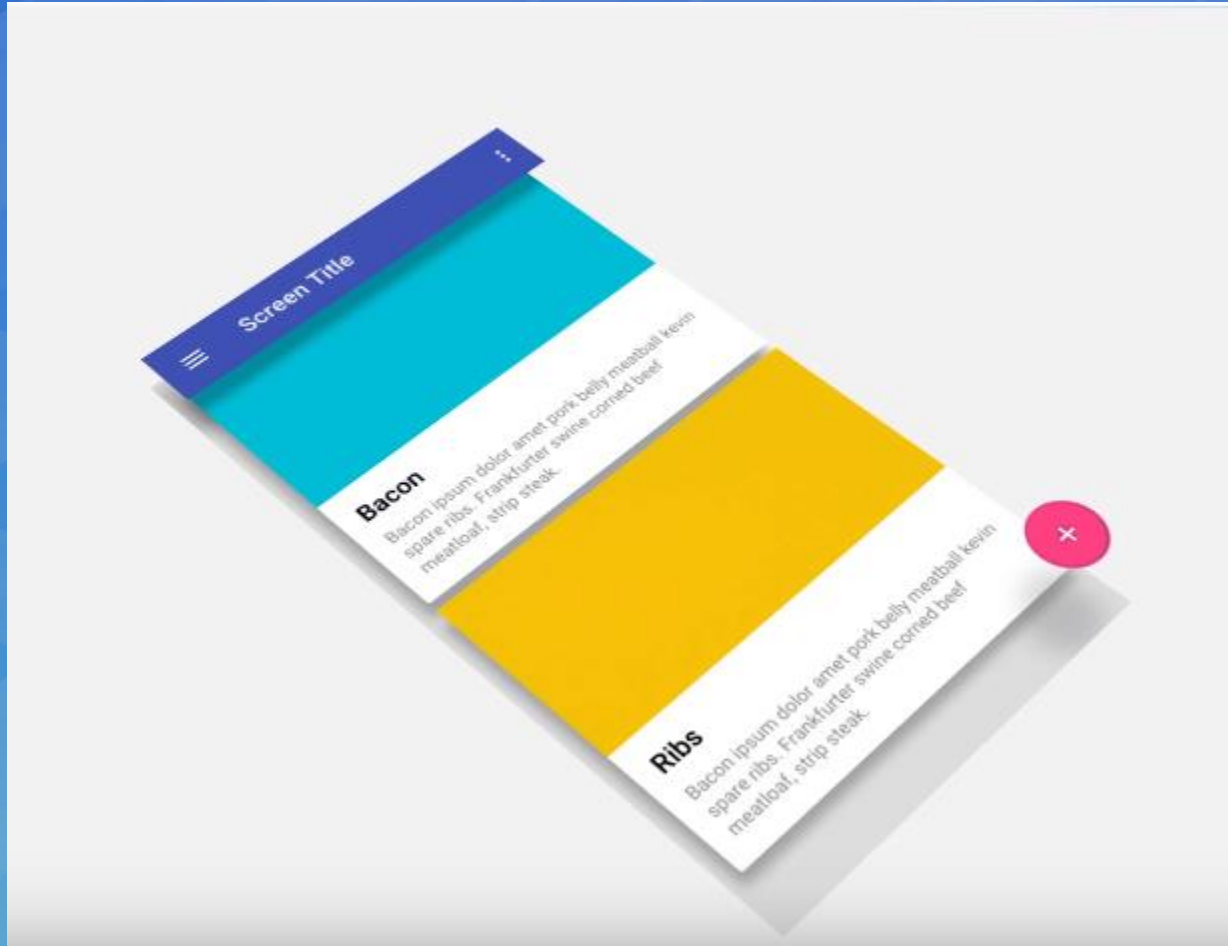 Screen Title
Bacon
Bacon ipsum dolor amet pork belly meatball kevin
spare ribs. Frankfurter swine corned beef
meatloaf, strip steak.
Ribs
Bacon ipsum dolor amet pork belly meatball kevin
spare ribs. Frankfurter swine corned beef
meatloaf, strip steak.